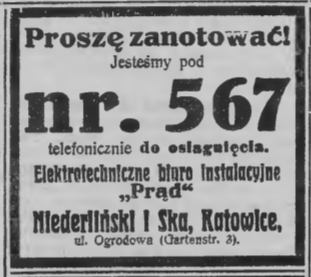 Proszę zanotować!
Jesteśmy pod
nr. 567
telefonicznie do osiągnięcia.
Elektrotechniczne biuro instalacyjne
„Prąd“
Niederliński i Ska, Katowice,
ul. Ogrodowa (Gartenstr. 3).